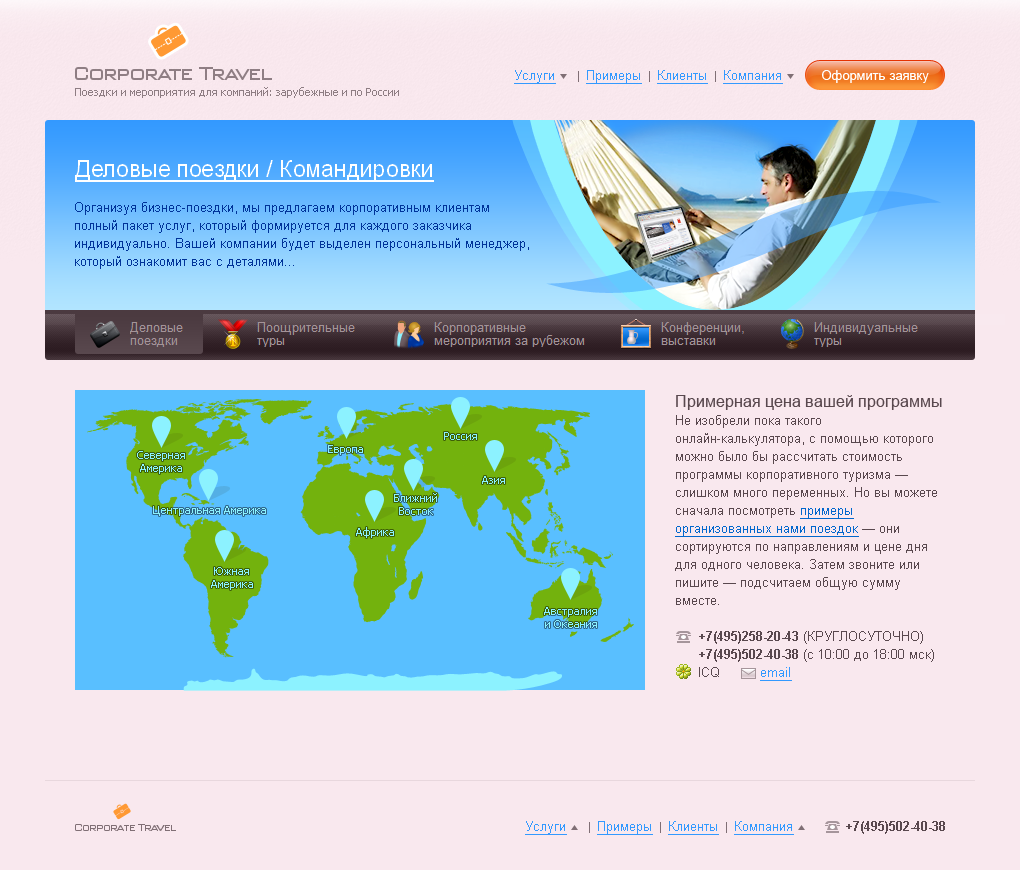 CORPORATE TRAVEL
Поездки и мероприятия для компаний: зарубежные и по России
Услуги | Примеры | Клиенты | Компания
Оформить заявку
Деловые поездки / Командировки
Организуя бизнес-поездки, мы предлагаем корпоративным клиентам
полный пакет услуг, который формируется для каждого заказчика
индивидуально. Вашей компании будет выделен персональный менеджер,
который ознакомит вас с деталями...
Деловые
поездки
Поощрительные
туры
Корпоративные
мероприятия за рубежом
Конференции,
выставки
Индивидуальные
туры
Северная
Америка
Центральная Америка
Южная
Америка
Европа
Россия
Азия
Ближний
Восток
Африка
Австралия
и Океания
Примерная цена вашей программы
Не изобрели пока такого
онлайн-калькулятора, с помощью которого
можно было бы рассчитать стоимость
программы корпоративного туризма —
слишком много переменных. Но вы можете
сначала посмотреть примеры
организованных нами поездок — они
сортируются по направлениям и цене дня
для одного человека. Затем звоните или
пишите — подсчитаем общую сумму
вместе.
+7(495)258-20-43 (КРУГЛОСУТОЧНО)
+7(495)502-40-38 (с 10:00 до 18:00 мск)
ICQ email
CORPORATE TRAVEL
Услуги | Примеры | Клиенты | Компания
+7(495)502-40-38